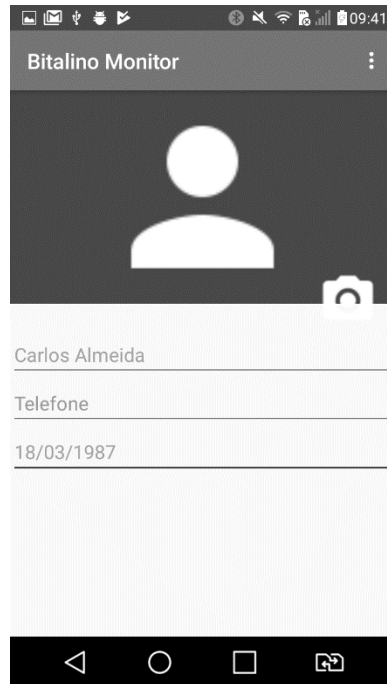 09:41
Bitalino Monitor
Carlos Almeida
Telefone
18/03/1987